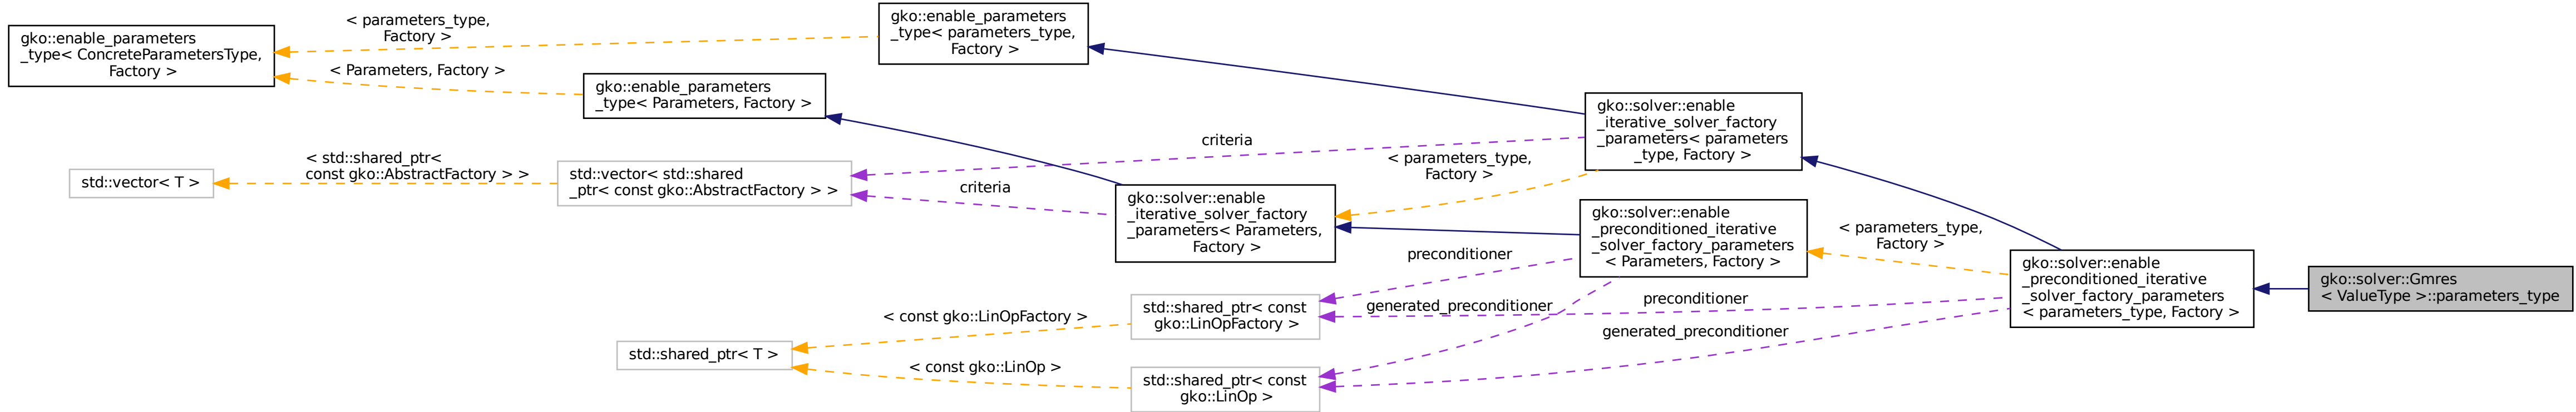 gko::enable_parameters
_type< ConcreteParametersType,
Factory >
< parameters_type,
Factory >
< Parameters, Factory >
gko::enable_parameters
_type< parameters_type,
Factory >
gko::enable_parameters
_type< Parameters, Factory >
std::vector< T >
< std::shared_ptr<
const gko::AbstractFactory > >
std::vector< std::shared
_ptr< const gko::AbstractFactory > >
criteria
criteria
gko::solver::enable
_iterative_solver_factory
_parameters< Parameters,
Factory >
< parameters_type,
Factory >
gko::solver::enable
_iterative_solver_factory
_parameters< parameters
_type, Factory >
gko::solver::enable
_preconditioned_iterative
_solver_factory_parameters
< Parameters, Factory >
< parameters_type,
Factory >
gko::solver::enable
_preconditioned_iterative
_solver_factory_parameters
< parameters_type, Factory >
gko::solver::Gmres
< ValueType >::parameters_type
preconditioner
generated_preconditioner
preconditioner
generated_preconditioner
std::shared_ptr< const
gko::LinOpFactory >
< const gko::LinOpFactory >
std::shared_ptr< T >
< const gko::LinOp >
std::shared_ptr< const
gko::LinOp >